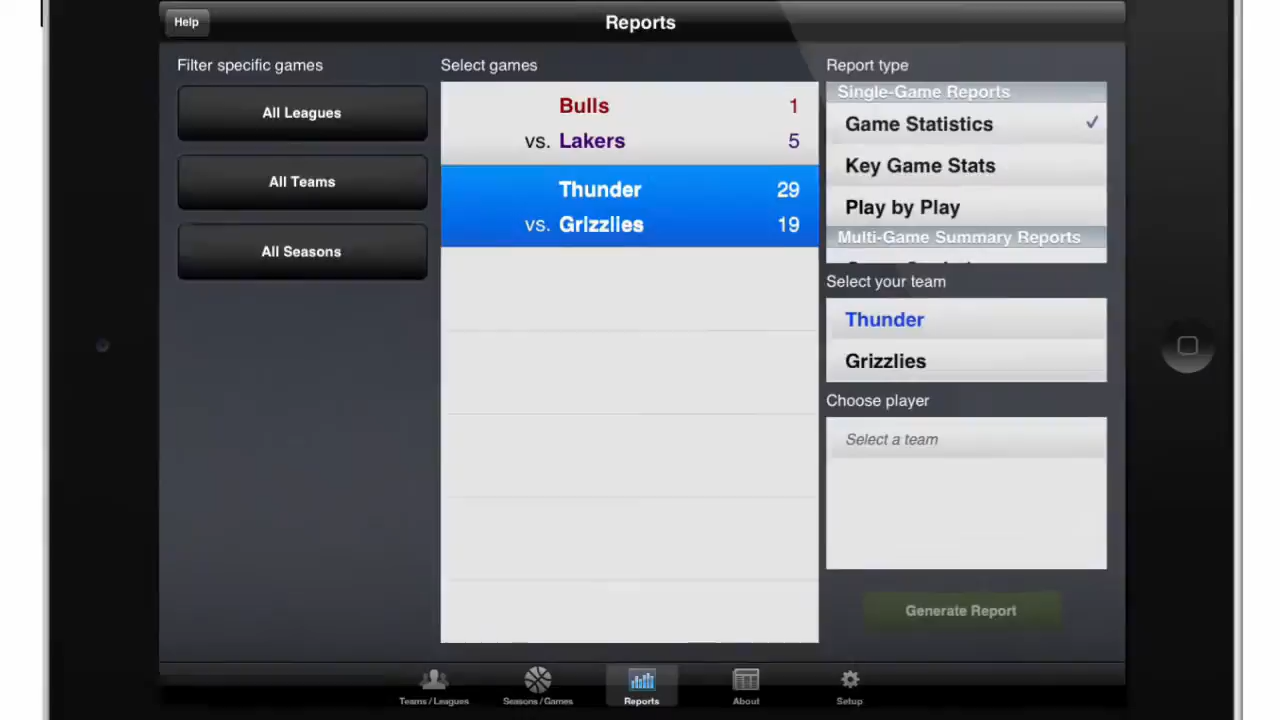 Help
Reports
Filter specific games
All Leagues
All Teams
All Seasons
Select games
Bulls 1
vs. Lakers 5
Thunder 29
vs. Grizzlies 19
Report type
Single-Game Reports
Game Statistics ✓
Key Game Stats
Play by Play
Multi-Game Summary Reports
Select your team
Thunder
Grizzlies
Choose player
Select a team
Generate Report
Teams / Leagues
Seasons / Games
Reports
About
Setup